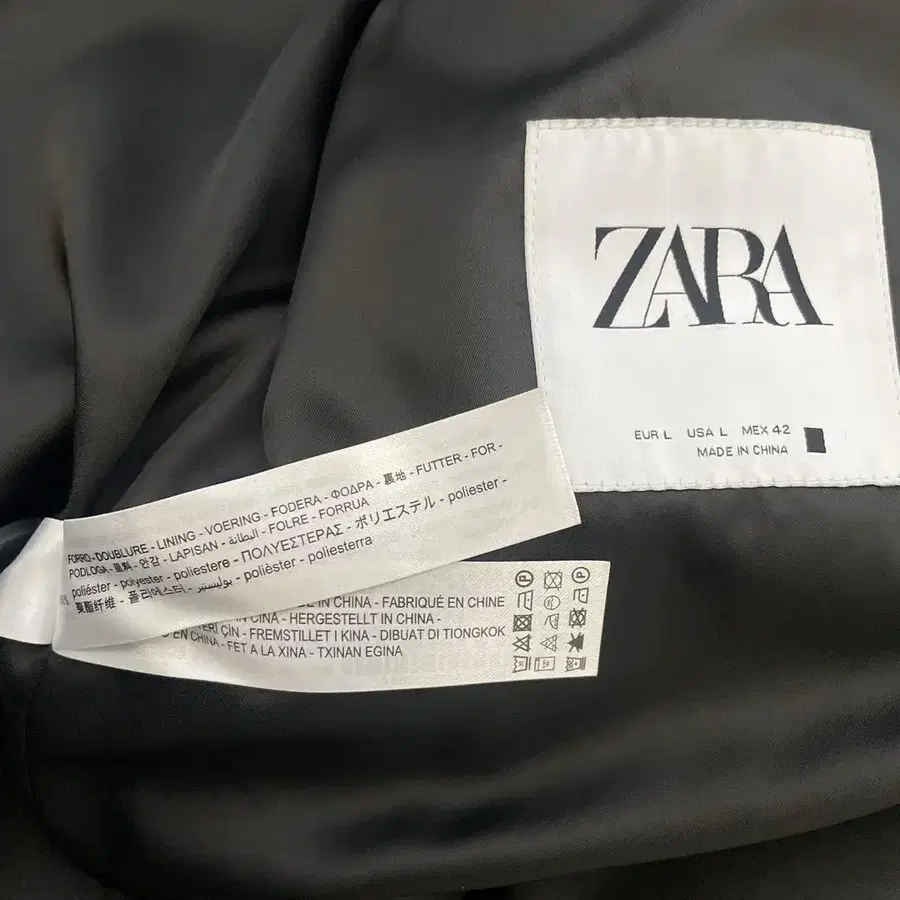 ZARA
EUR L USA L MEX 42
MADE IN CHINA
FORRO - DOUBLURE - LINING - VOERING - FODERA - ΦΟΔΡΑ - 裏地 - FUTTER - FOR-
PODLOGA - 里料 - 안감 - LAPISAN - البطانة - FOLRE - FORRUA
poliéster - polyester - poliestere - ΠΟΛΥΕΣΤΕΡΑΣ - ポリエステル - poliester -
聚酯纤维 - 폴리에스터 - بوليستر - polièster - poliesterra
IN CHINA - FABRIQUÉ EN CHINE
HERGESTELLT IN CHINA -
ÇİN - FREMSTILLET I KINA - DIBUAT DI TIONGKOK
EN CHINA - FET A LA XINA - TXINAN EGINA